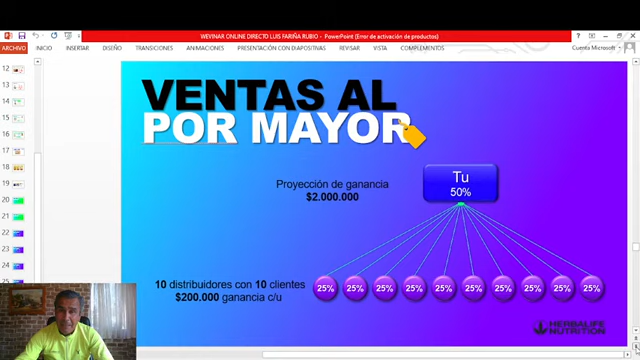 WEVINAR ONLINE DIRECTO LUIS FARIÑA RUBIO - PowerPoint (Error de activación de productos)
ARCHIVO INICIO INSERTAR DISEÑO TRANSICIONES ANIMACIONES PRESENTACIÓN CON DIAPOSITIVAS REVISAR VISTA COMPLEMENTOS Cuenta Microsoft
12
13
14
15
16
17
18
19
20
21
22
23
24
25
VENTAS AL
POR MAYOR
Tu
50%
Proyección de ganancia
$2.000.000
10 distribuidores con 10 clientes
$200.000 ganancia c/u
25% 25% 25% 25% 25% 25% 25% 25% 25% 25%
HERBALIFE
NUTRITION